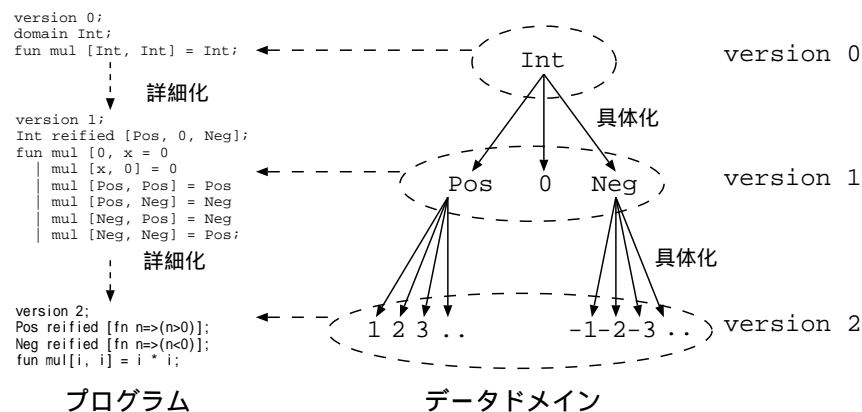 version 0;
domain Int;
fun mul [Int, Int] = Int;
詳細化
version 1;
Int reified [Pos, 0, Neg];
fun mul [0, x = 0
| mul [x, 0] = 0
| mul [Pos, Pos] = Pos
| mul [Pos, Neg] = Neg
| mul [Neg, Pos] = Neg
| mul [Neg, Neg] = Pos;
詳細化
version 2;
Pos reified [fn n=>(n>0)];
Neg reified [fn n=>(n<0)];
fun mul[i, i] = i * i;
プログラム
Int
version 0
具体化
Pos 0 Neg
version 1
具体化
1 2 3 ..
-1-2-3 ..
version 2
データドメイン